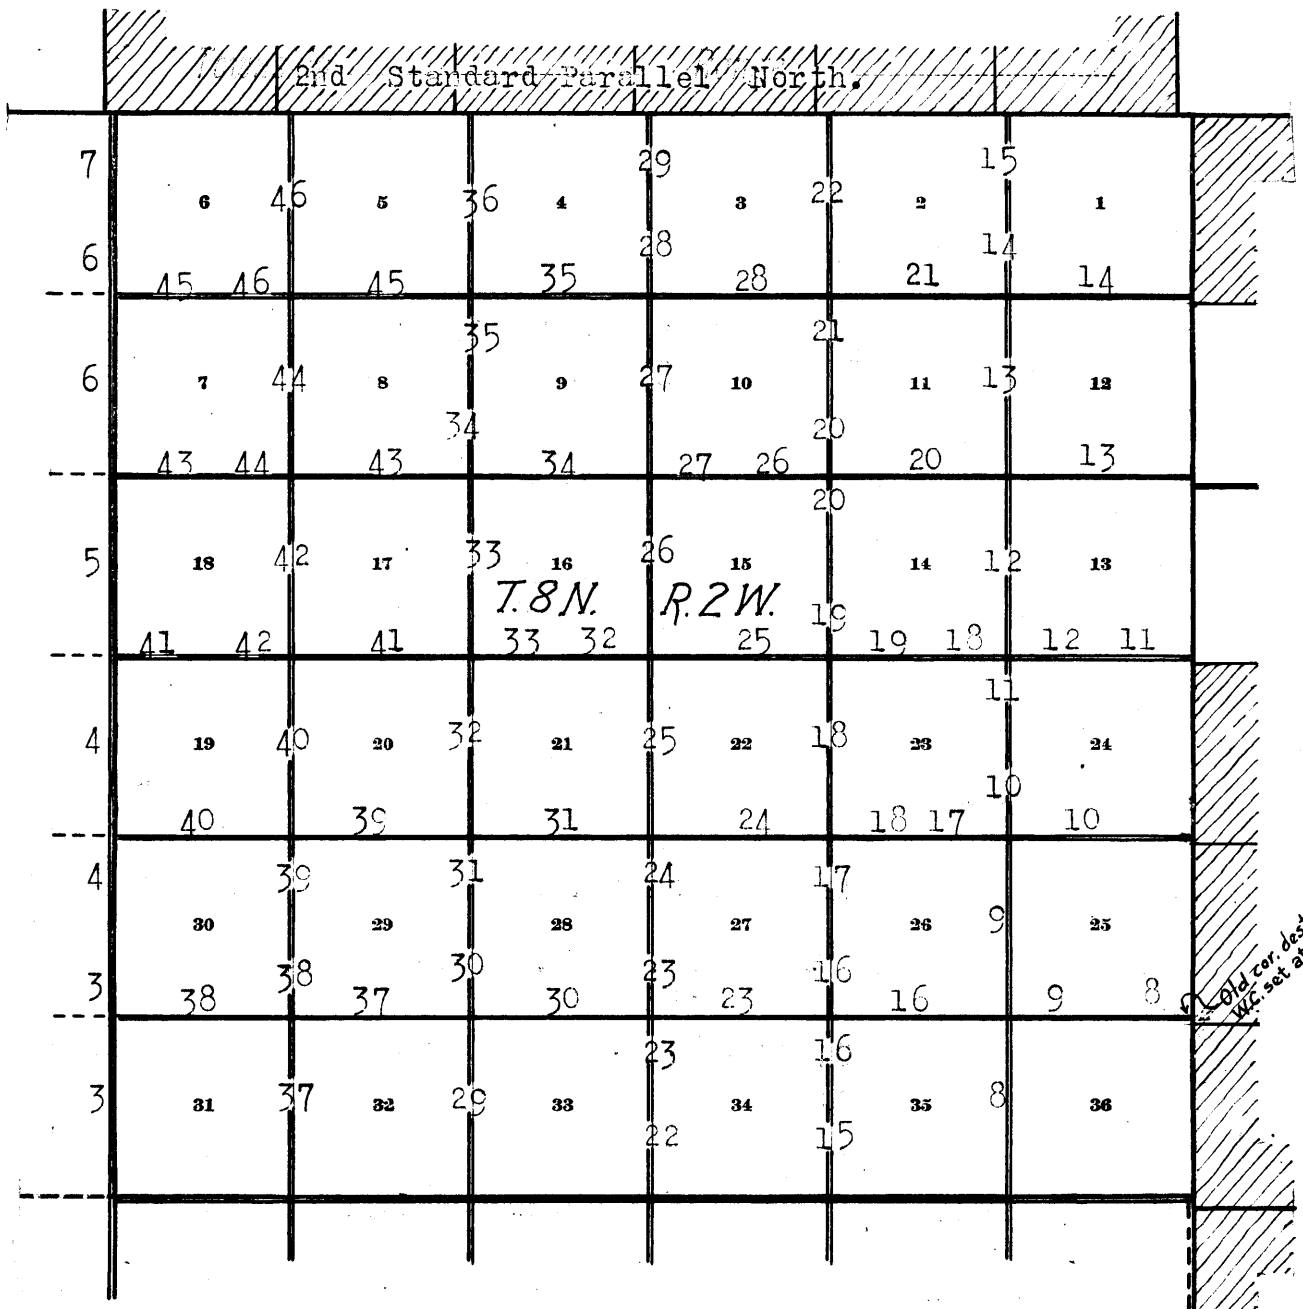 2nd Standard Parallel North.
7 29 15
6 46 5 36 4 3 22 2 1
6 28 14
45 46 45 35 28 21 14
35 21
6 7 44 8 9 27 10 11 13 12
34 20
43 44 43 34 27 26 20 13
20
5 18 42 17 33 16 26 15 14 12 13
T.8N. R.2W.
19
41 42 41 33 32 25 19 18 12 11
11
4 19 40 20 32 21 25 22 18 23 24
10
40 39 31 24 18 17 10
4 39 31 24 17
30 29 28 27 26 9 25
38 30 23 16
3 38 37 30 23 16 9 8
Old cor. des
W.C. set at
23 16
3 31 37 32 29 33 34 35 8 36
22 15